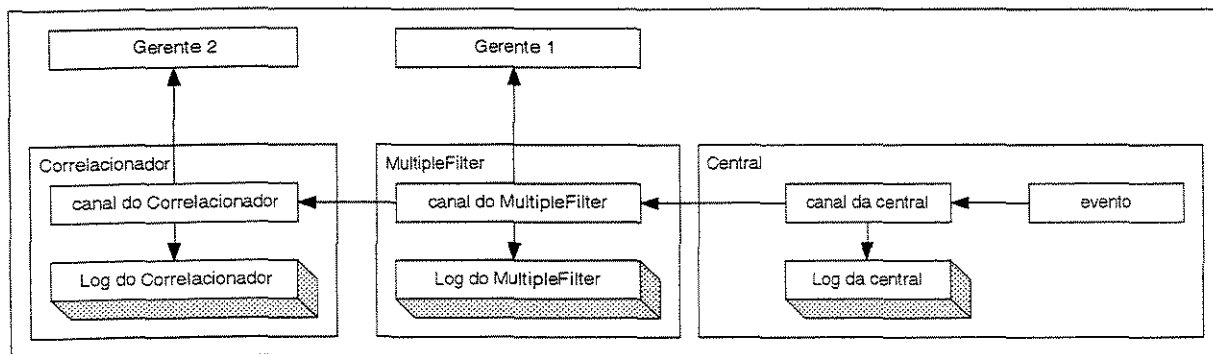 Gerente 2
Gerente 1
Correlacionador
MultipleFilter
Central
canal do Correlacionador
canal do MultipleFilter
canal da central
evento
Log do Correlacionador
Log do MultipleFilter
Log da central